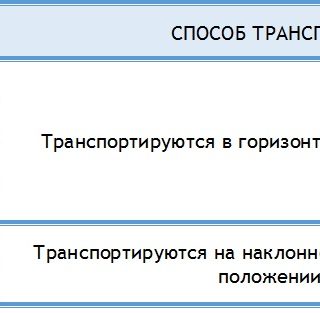 СПОСОБ ТРАНСП
Транспортируются в горизонт
Транспортируются на наклонн
положении